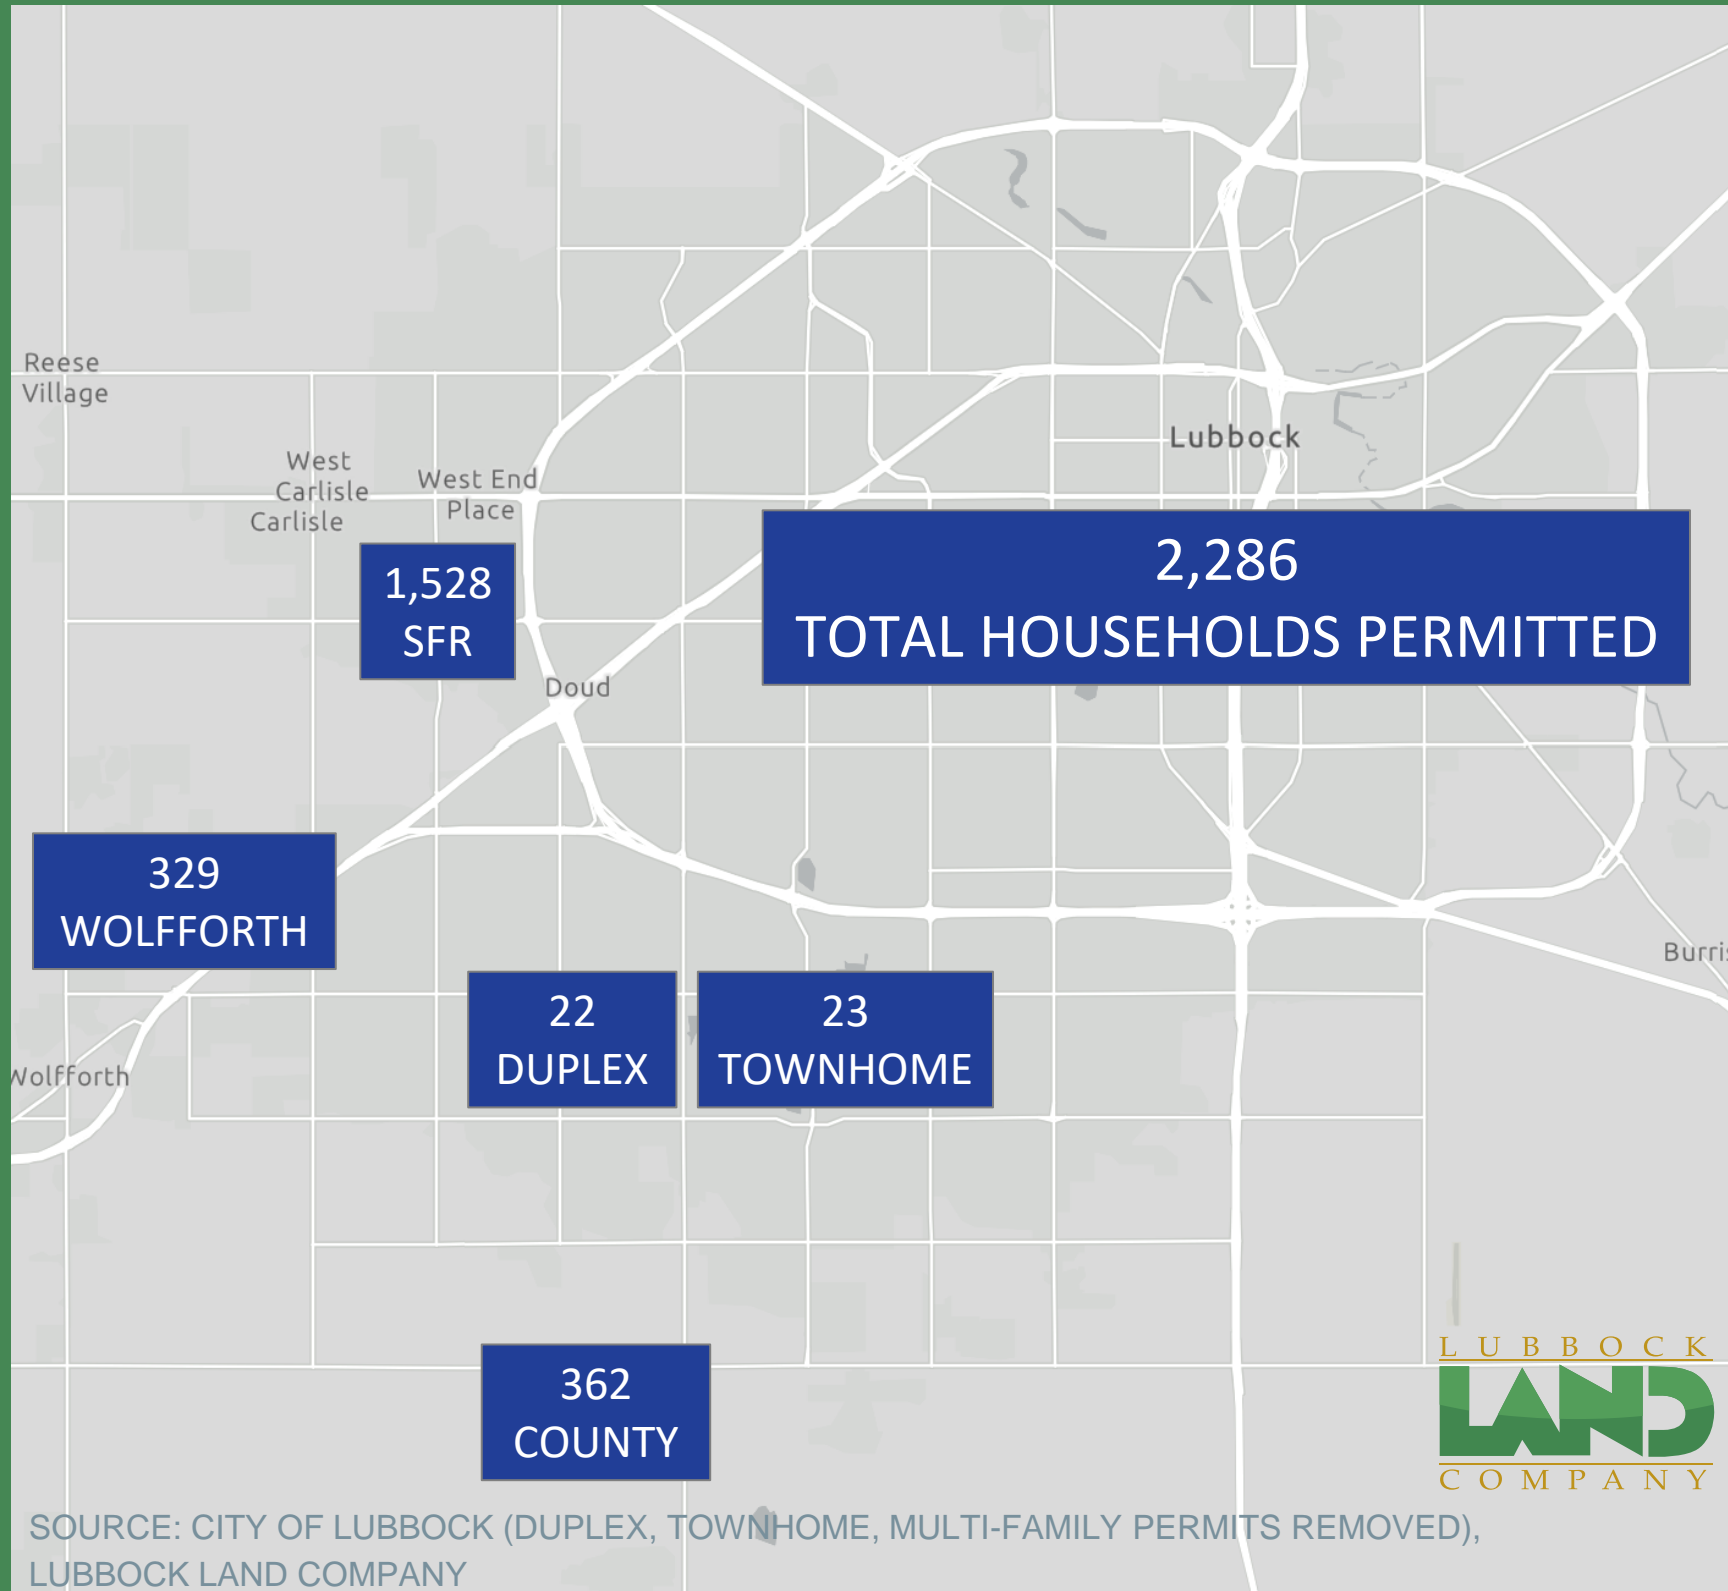 Reese
Village
Lubbock
West
Carlisle
Carlisle
West End
Place
1,528
SFR
2,286
TOTAL HOUSEHOLDS PERMITTED
Doud
329
WOLFFORTH
Burris
22
DUPLEX
23
TOWNHOME
Wolfforth
362
COUNTY
LUBBOCK
LAND
COMPANY
SOURCE: CITY OF LUBBOCK (DUPLEX, TOWNHOME, MULTI-FAMILY PERMITS REMOVED),
LUBBOCK LAND COMPANY